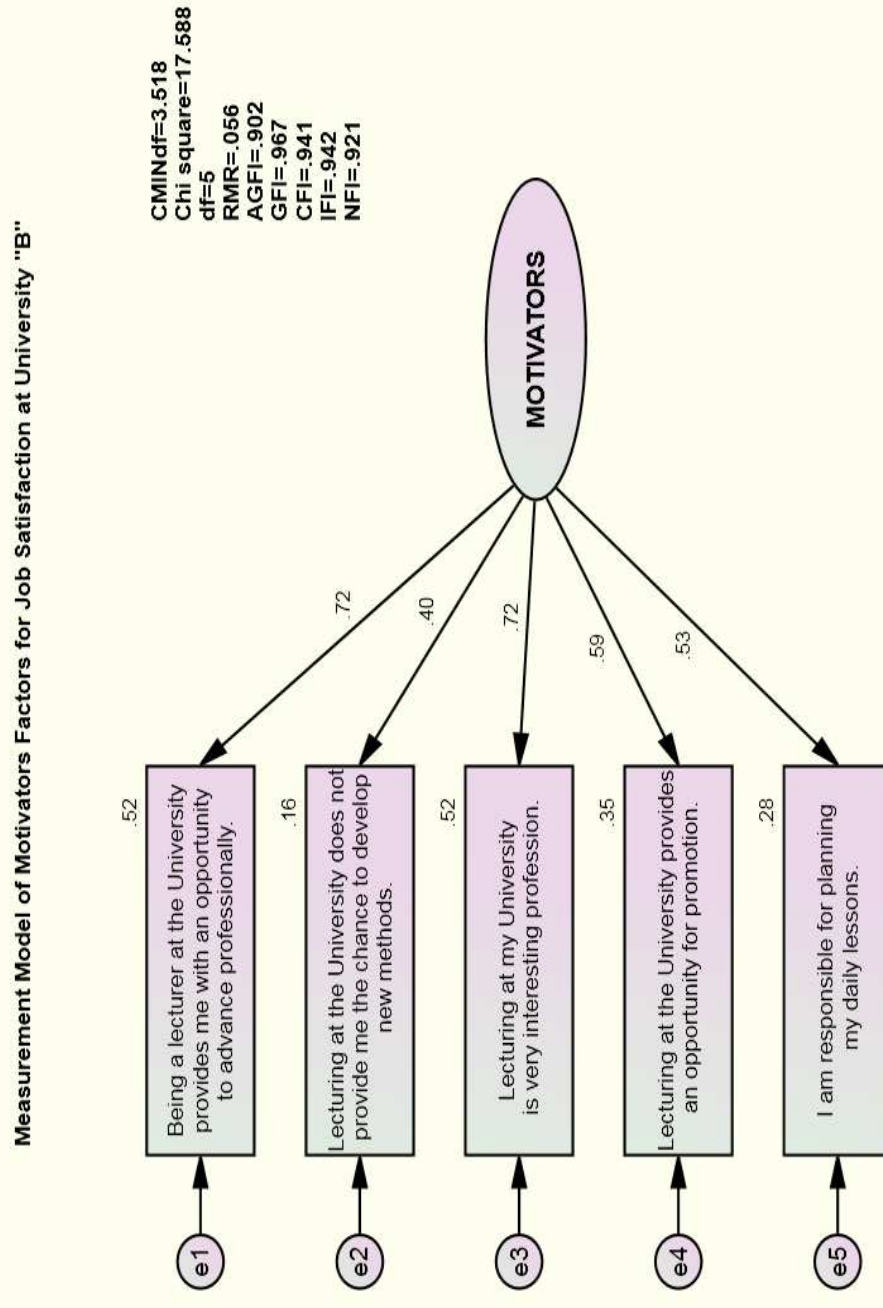 Measurement Model of Motivators Factors for Job Satisfaction at University "B"
CMINdf=3.518
Chi square=17.588
df=5
RMR=.056
AGFI=.902
GFI=.967
CFI=.941
IFI=.942
NFI=.921
e1
Being a lecturer at the University
provides me with an opportunity
to advance professionally.
.52
.72
e2
Lecturing at the University does not
provide me the chance to develop
new methods.
.16
.40
e3
Lecturing at my University
is very interesting profession.
.52
.72
e4
Lecturing at the University provides
an opportunity for promotion.
.35
.59
e5
I am responsible for planning
my daily lessons.
.28
.53
MOTIVATORS